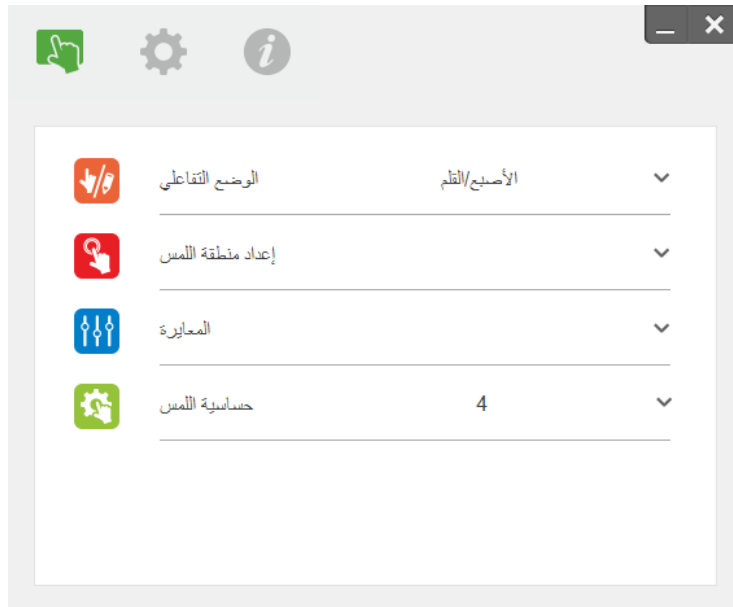 الوضع التفاعلي الأصبع/القلم
إعداد منطقة اللمس
المعايرة
حساسية اللمس 4